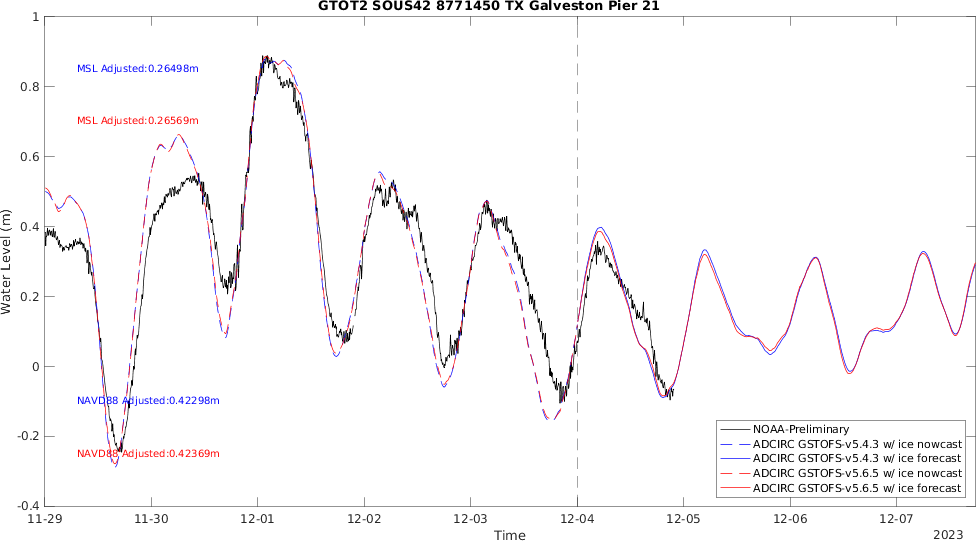 GTOT2 SOUS42 8771450 TX Galveston Pier 21
1
0.8
0.6
0.4
0.2
0
-0.2
-0.4
Water Level (m)
MSL Adjusted:0.26498m
MSL Adjusted:0.26569m
NAVD88 Adjusted:0.42298m
NAVD88 Adjusted:0.42369m
NOAA-Preliminary
ADCIRC GSTOFS-v5.4.3 w/ ice nowcast
ADCIRC GSTOFS-v5.4.3 w/ ice forecast
ADCIRC GSTOFS-v5.6.5 w/ ice nowcast
ADCIRC GSTOFS-v5.6.5 w/ ice forecast
11-29 11-30 12-01 12-02 12-03 12-04 12-05 12-06 12-07
Time
2023